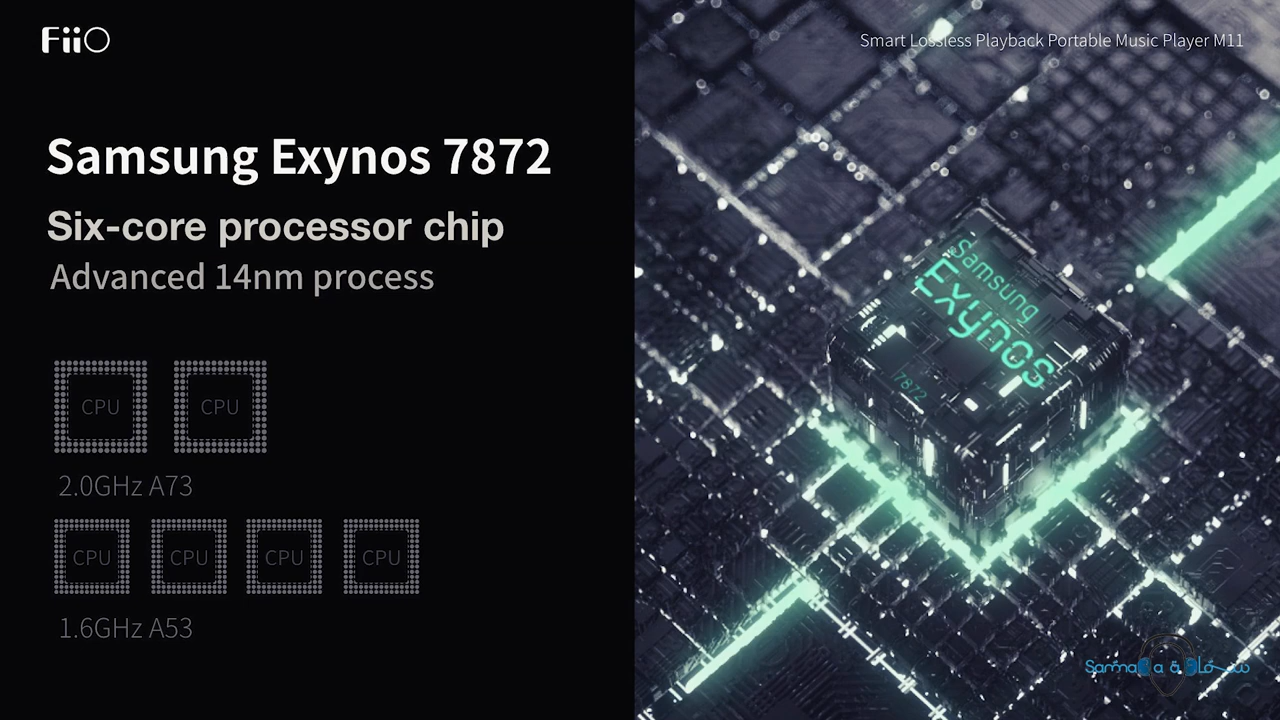 FiiO
Smart Lossless Playback Portable Music Player M11
Samsung Exynos 7872
Six-core processor chip
Advanced 14nm process
CPU CPU
2.0GHz A73
CPU CPU CPU CPU
1.6GHz A53
Samsung
Exynos
7872